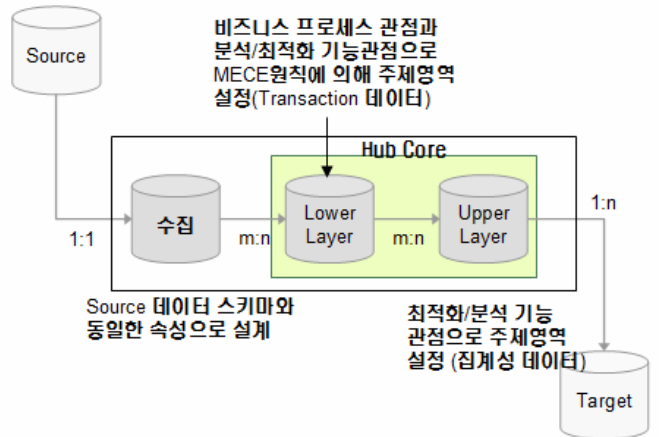 Source
비즈니스 프로세스 관점과
분석/최적화 기능관점으로
MECE원칙에 의해 주제영역
설정(Transaction 데이터)
Hub Core
수집
Lower
Layer
Upper
Layer
1:1
m:n
m:n
1:n
Source 데이터 스키마와
동일한 속성으로 설계
최적화/분석 기능
관점으로 주제영역
설정 (집계성 데이터)
Target